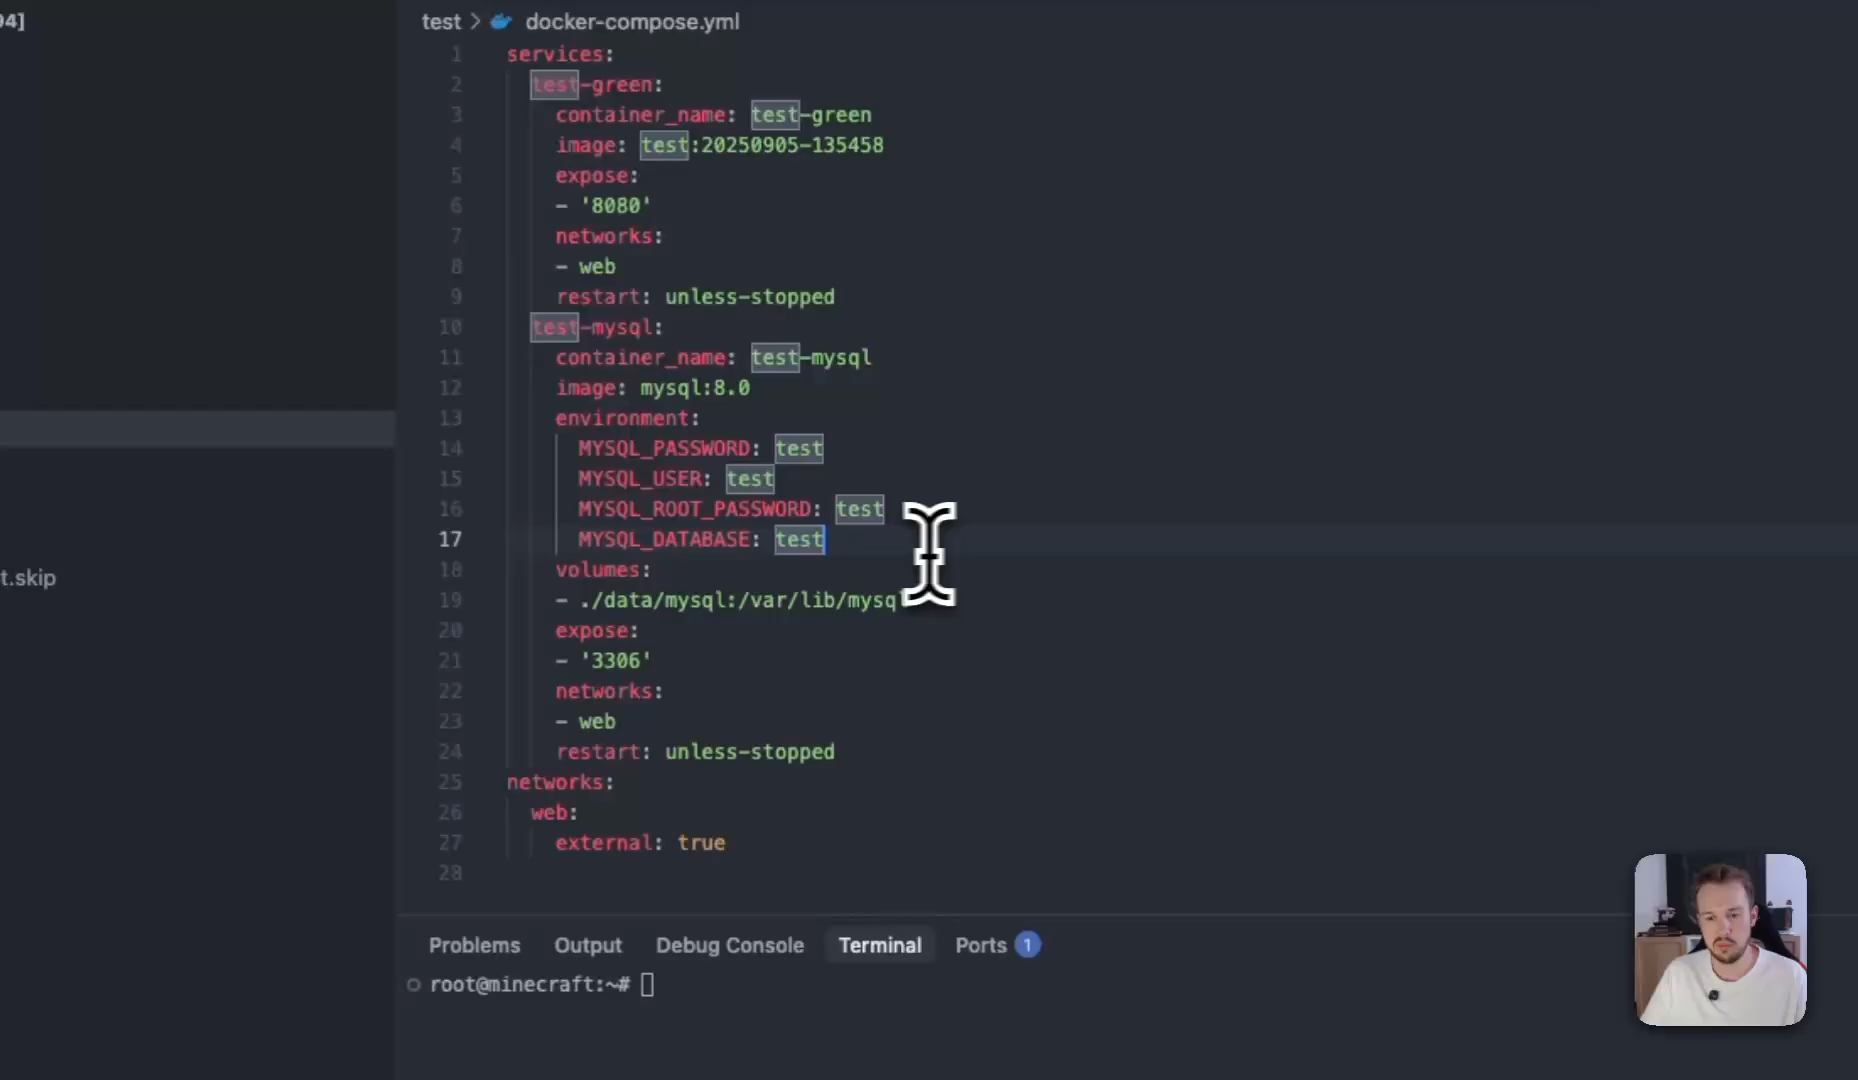 94]
test > docker-compose.yml
1 services:
2 test-green:
3 container_name: test-green
4 image: test:20250905-135458
5 expose:
6 - '8080'
7 networks:
8 - web
9 restart: unless-stopped
10 test-mysql:
11 container_name: test-mysql
12 image: mysql:8.0
13 environment:
14 MYSQL_PASSWORD: test
15 MYSQL_USER: test
16 MYSQL_ROOT_PASSWORD: test
17 MYSQL_DATABASE: test
t.skip
18 volumes:
19 - ./data/mysql:/var/lib/mysql
20 expose:
21 - '3306'
22 networks:
23 - web
24 restart: unless-stopped
25 networks:
26 web:
27 external: true
28
Problems Output Debug Console Terminal Ports 1
root@minecraft:~#